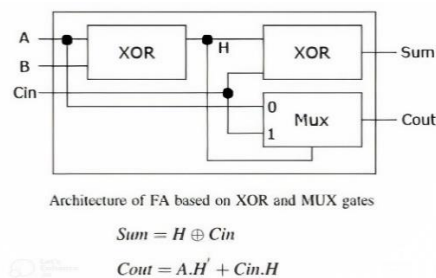 A
XOR
H
XOR
Sum
B
Cin
0
Mux
Cout
1
Architecture of FA based on XOR and MUX gates
Sum = H ⊕ Cin
Cout = A.H' + Cin.H